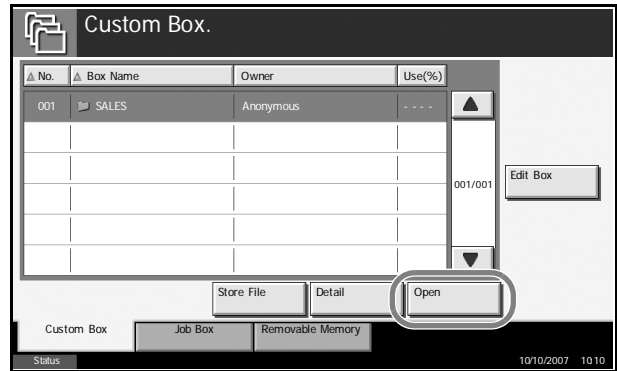 Custom Box.
No. Box Name Owner Use(%)
001 SALES Anonymous - - - -
001/001
Edit Box
Store File Detail Open
Custom Box Job Box Removable Memory
Status 10/10/2007 10:10